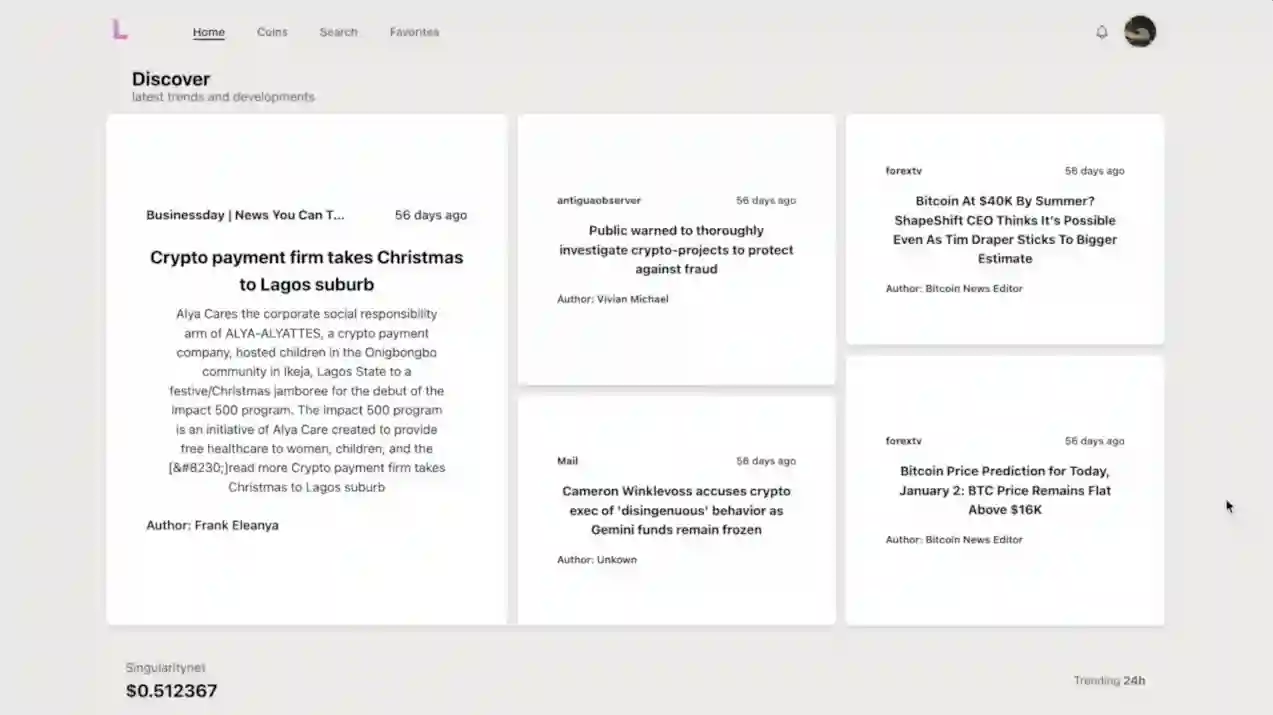 L
Home Coins Search Favorites
Discover
latest trends and developments
Businessday | News You Can T... 56 days ago
Crypto payment firm takes Christmas
to Lagos suburb
Alya Cares the corporate social responsibility
arm of ALYA-ALYATTES, a crypto payment
company, hosted children in the Onigbongbo
community in Ikeja, Lagos State to a
festive/Christmas jamboree for the debut of the
Impact 500 program. The Impact 500 program
is an initiative of Alya Care created to provide
free healthcare to women, children, and the
[&#8230;]read more Crypto payment firm takes
Christmas to Lagos suburb
Author: Frank Eleanya
antiguaobserver 56 days ago
Public warned to thoroughly
investigate crypto-projects to protect
against fraud
Author: Vivian Michael
Mail 56 days ago
Cameron Winklevoss accuses crypto
exec of 'disingenuous' behavior as
Gemini funds remain frozen
Author: Unkown
forextv 56 days ago
Bitcoin At $40K By Summer?
ShapeShift CEO Thinks It's Possible
Even As Tim Draper Sticks To Bigger
Estimate
Author: Bitcoin News Editor
forextv 56 days ago
Bitcoin Price Prediction for Today,
January 2: BTC Price Remains Flat
Above $16K
Author: Bitcoin News Editor
Singularitynet
$0.512367
Trending 24h